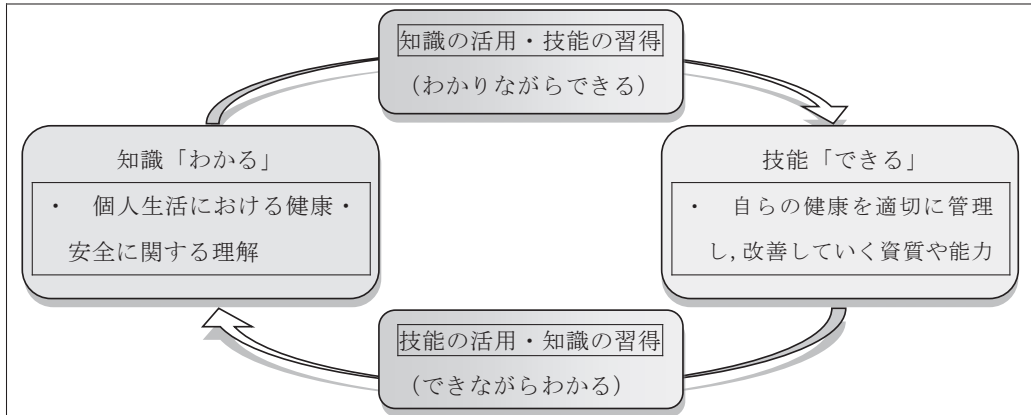 知識の活用・技能の習得
（わかりながらできる）
知識「わかる」
・　個人生活における健康・
安全に関する理解
技能「できる」
・　自らの健康を適切に管理
し，改善していく資質や能力
技能の活用・知識の習得
（できながらわかる）